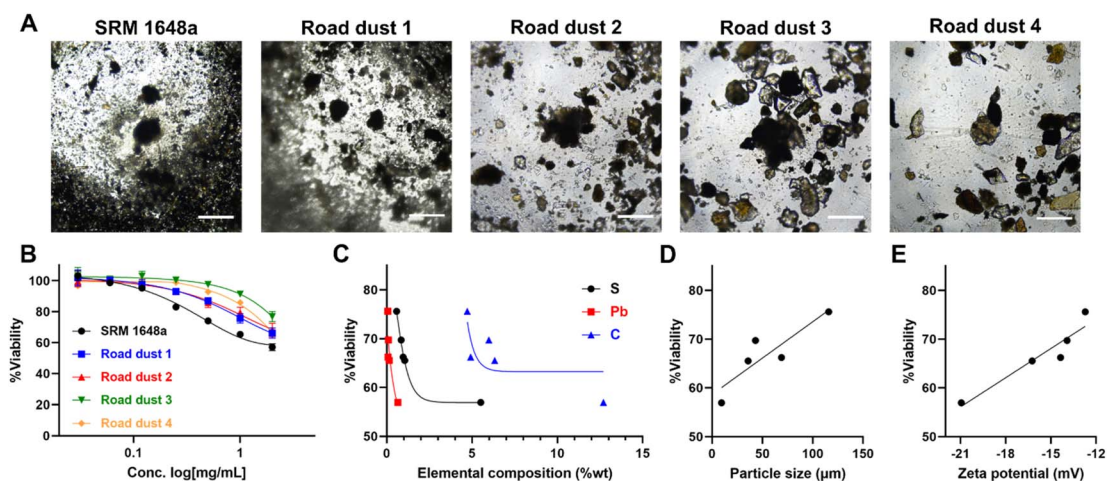 A
SRM 1648a
Road dust 1
Road dust 2
Road dust 3
Road dust 4
B
%Viability
100
80
60
40
20
0
SRM 1648a
Road dust 1
Road dust 2
Road dust 3
Road dust 4
0.1
1
Conc. log[mg/mL]
C
%Viability
80
70
60
50
S
Pb
C
0
5
10
15
Elemental composition (%wt)
D
%Viability
80
70
60
50
0
50
100
150
Particle size (µm)
E
%Viability
80
70
60
50
-21
-18
-15
-12
Zeta potential (mV)